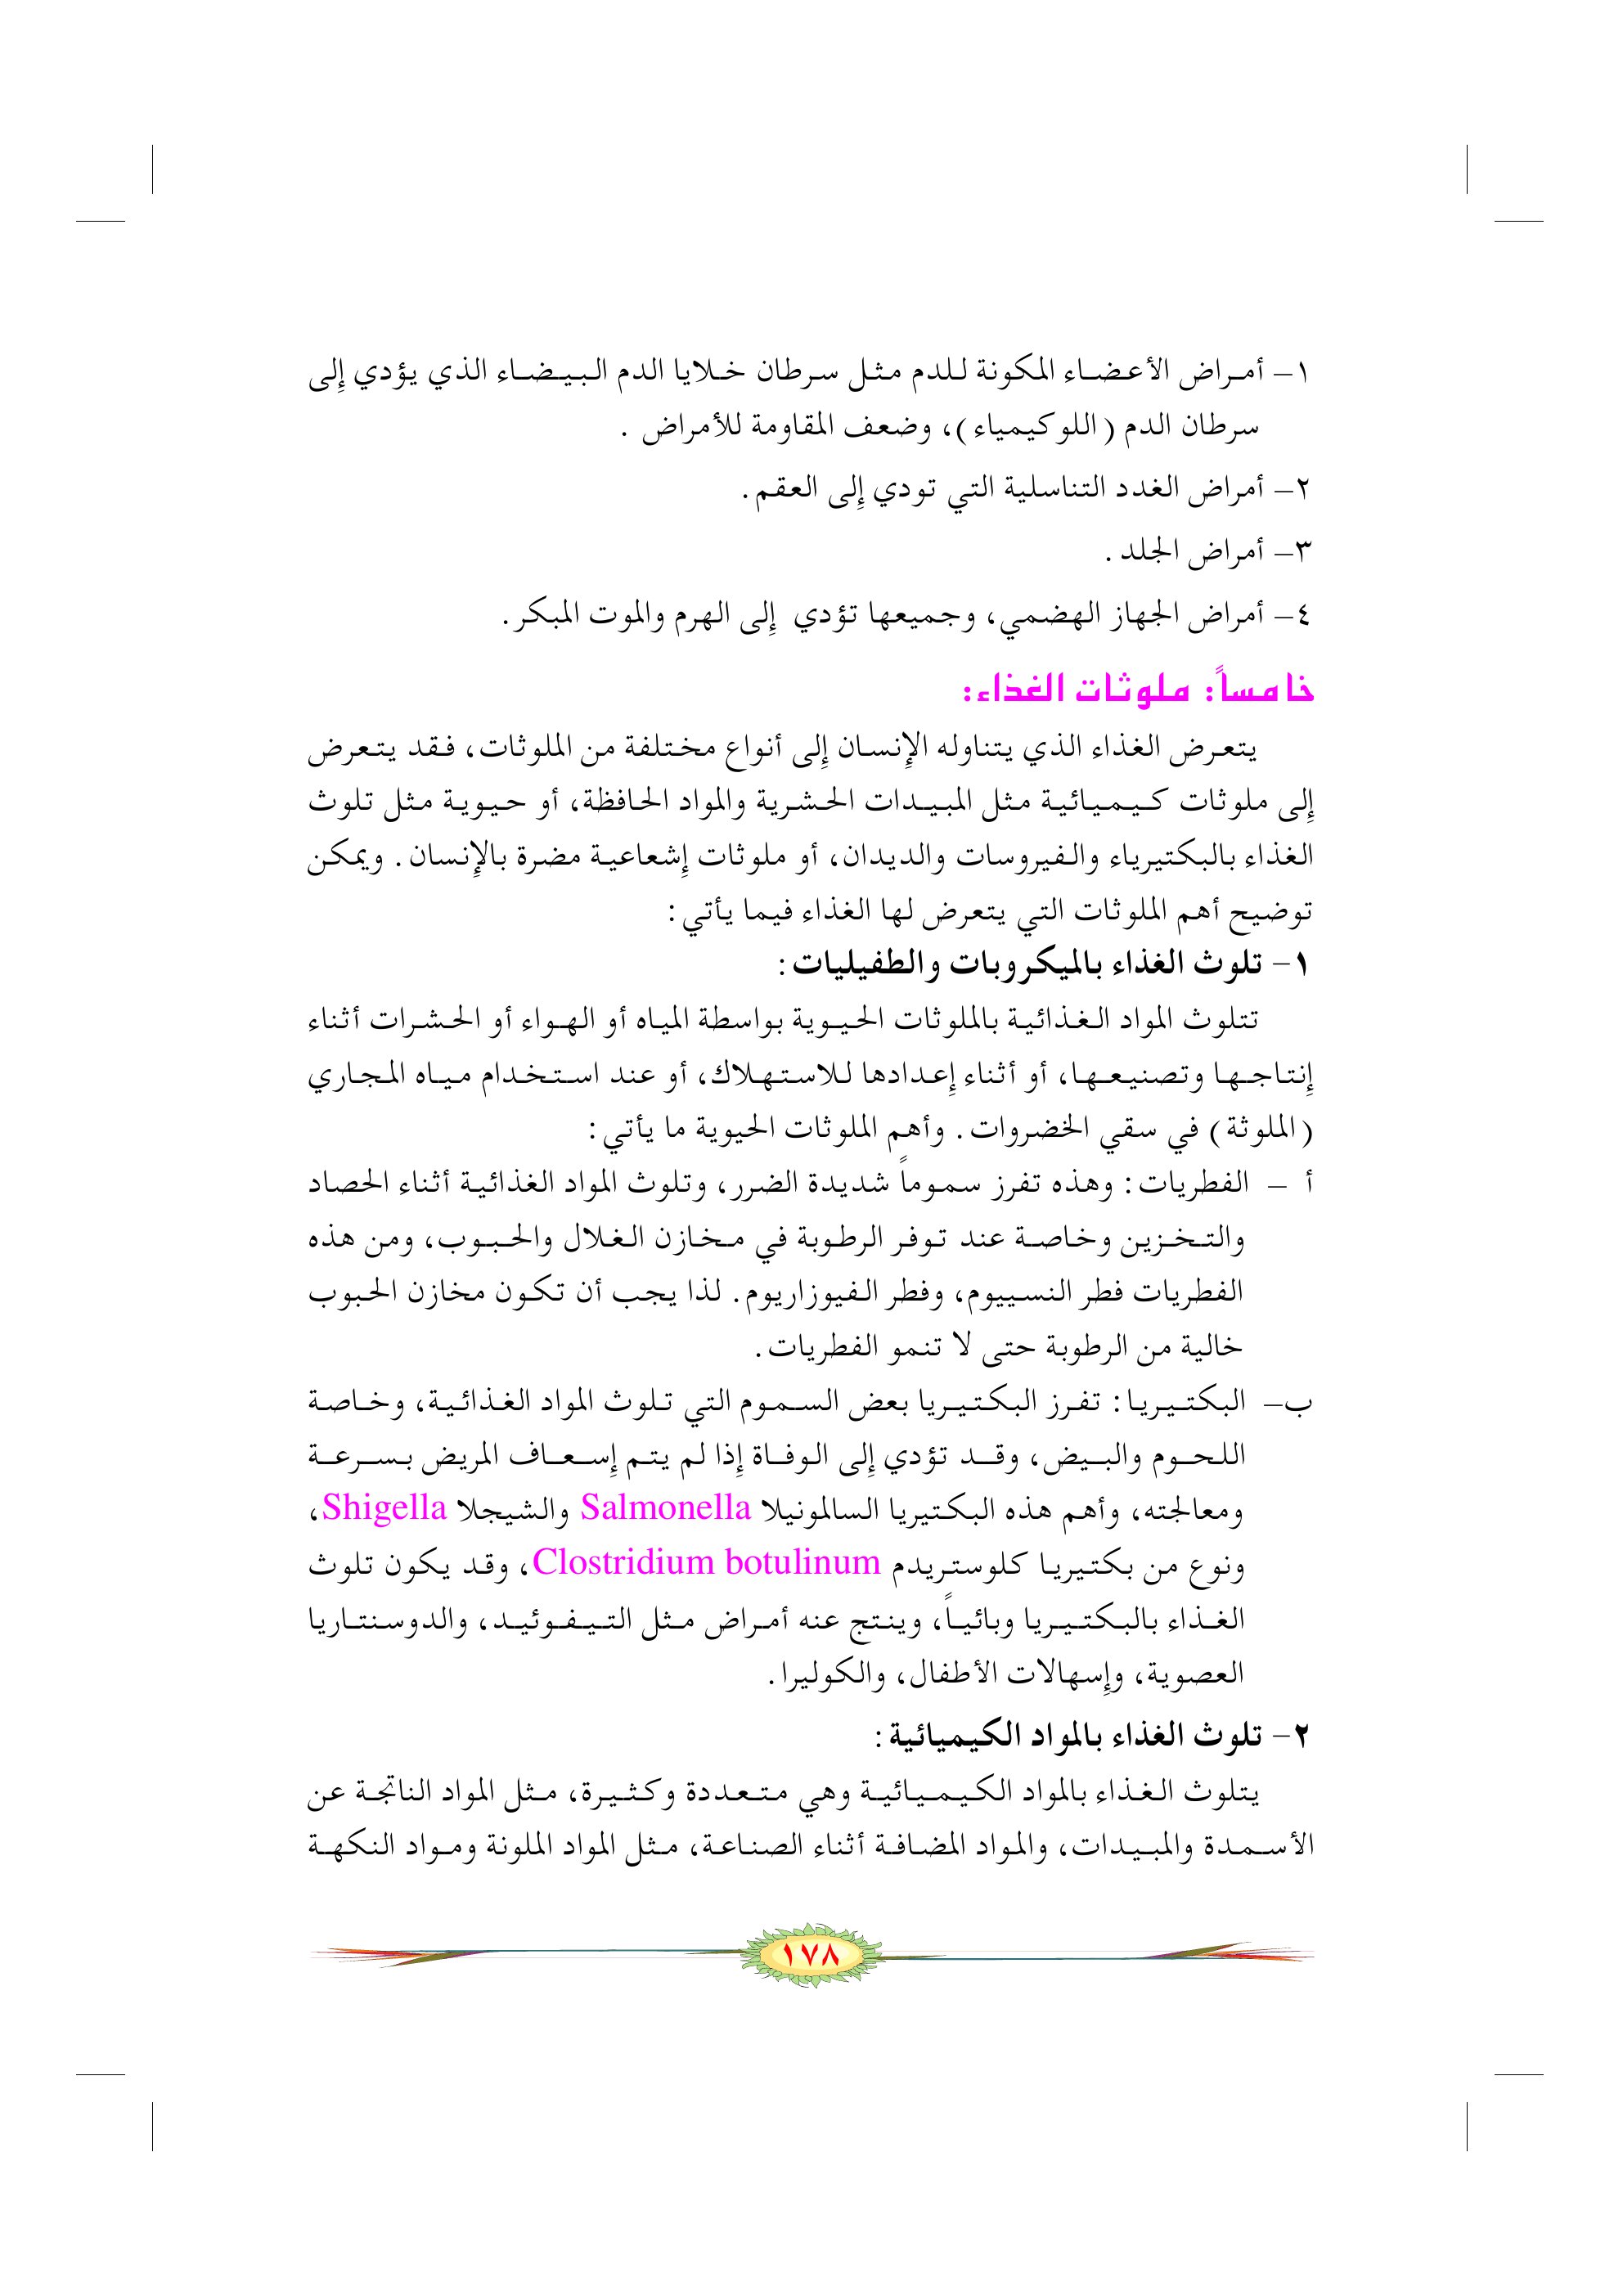 ١– أمراض الأعضاء المكونة للدم مثل سرطان خلايا الدم البيضاء الذي يؤدي إلى
سرطان الدم (اللوكيمياء)، وضعف المقاومة للأمراض .
٢– أمراض الغدد التناسلية التي تودي إلى العقم.
٣– أمراض الجلد .
٤– أمراض الجهاز الهضمي، وجميعها تؤدي إلى الهرم والموت المبكر.
خامساً: ملوثات الغذاء:
يتعرض الغذاء الذي يتناوله الإنسان إلى أنواع مختلفة من الملوثات، فقد يتعرض
إلى ملوثات كيميائية مثل المبيدات الحشرية والمواد الحافظة، أو حيوية مثل تلوث
الغذاء بالبكتيرياء والفيروسات والديدان، أو ملوثات إشعاعية مضرة بالإنسان. ويمكن
توضيح أهم الملوثات التي يتعرض لها الغذاء فيما يأتي:
١– تلوث الغذاء بالميكروبات والطفيليات:
تتلوث المواد الغذائية بالملوثات الحيوية بواسطة المياه أو الهواء أو الحشرات أثناء
إنتاجها وتصنيعها، أو أثناء إعدادها للاستهلاك، أو عند استخدام مياه المجاري
(الملوثة) في سقي الخضروات. وأهم الملوثات الحيوية ما يأتي:
أ – الفطريات: وهذه تفرز سموماً شديدة الضرر، وتلوث المواد الغذائية أثناء الحصاد
والتخزين وخاصة عند توفر الرطوبة في مخازن الغلال والحبوب، ومن هذه
الفطريات فطر النسييوم، وفطر الفيوزاريوم. لذا يجب أن تكون مخازن الحبوب
خالية من الرطوبة حتى لا تنمو الفطريات.
ب– البكتيريا: تفرز البكتيريا بعض السموم التي تلوث المواد الغذائية، وخاصة
اللحوم والبيض، وقد تؤدي إلى الوفاة إذا لم يتم إسعاف المريض بسرعة
ومعالجته، وأهم هذه البكتيريا السالمونيلا Salmonella والشيجلا Shigella،
ونوع من بكتيريا كلوستريدم Clostridium botulinum، وقد يكون تلوث
الغذاء بالبكتيريا وبائياً، وينتج عنه أمراض مثل التيفوئيد، والدوسنتاريا
العصوية، وإسهالات الأطفال، والكوليرا.
٢– تلوث الغذاء بالمواد الكيميائية:
يتلوث الغذاء بالمواد الكيميائية وهي متعددة وكثيرة، مثل المواد الناتجة عن
الأسمدة والمبيدات، والمواد المضافة أثناء الصناعة، مثل المواد الملونة ومواد النكهة
١٧٨